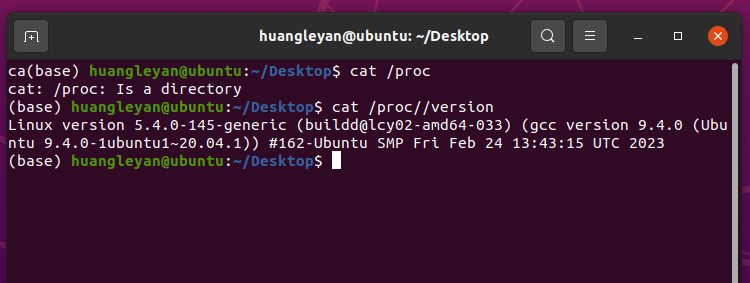 huangleyan@ubuntu: ~/Desktop
ca(base) huangleyan@ubuntu:~/Desktop$ cat /proc
cat: /proc: Is a directory
(base) huangleyan@ubuntu:~/Desktop$ cat /proc//version
Linux version 5.4.0-145-generic (buildd@lcy02-amd64-033) (gcc version 9.4.0 (Ubu
ntu 9.4.0-1ubuntu1~20.04.1)) #162-Ubuntu SMP Fri Feb 24 13:43:15 UTC 2023
(base) huangleyan@ubuntu:~/Desktop$